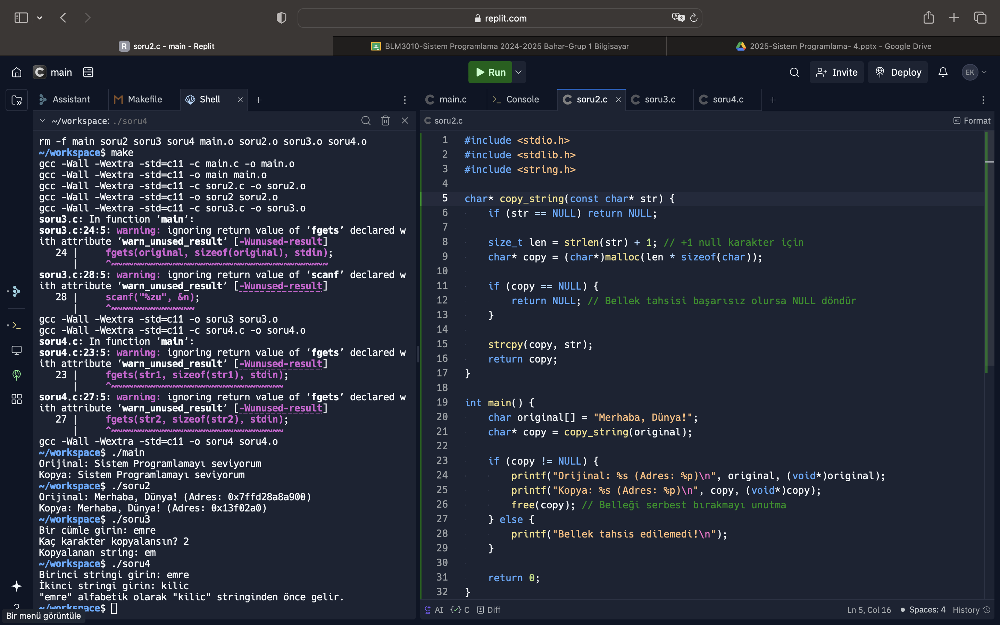 replit.com
R soru2.c - main - Replit
BLM3010-Sistem Programlama 2024-2025 Bahar-Grup 1 Bilgisayar
2025-Sistem Programlama- 4.pptx - Google Drive
main
Run
Invite
Deploy
EK
Assistant
Makefile
Shell
main.c
Console
soru2.c
soru3.c
soru4.c
~/workspace: ./soru4
rm -f main soru2 soru3 soru4 main.o soru2.o soru3.o soru4.o
~/workspace$ make
gcc -Wall -Wextra -std=c11 -c main.c -o main.o
gcc -Wall -Wextra -std=c11 -o main main.o
gcc -Wall -Wextra -std=c11 -c soru2.c -o soru2.o
gcc -Wall -Wextra -std=c11 -o soru2 soru2.o
gcc -Wall -Wextra -std=c11 -c soru3.c -o soru3.o
soru3.c: In function ‘main’:
soru3.c:24:5: warning: ignoring return value of ‘fgets’ declared w
ith attribute ‘warn_unused_result’ [-Wunused-result]
24 | fgets(original, sizeof(original), stdin);
| ^~~~~~~~~~~~~~~~~~~~~~~~~~~~~~~~~~~~~~~~
soru3.c:28:5: warning: ignoring return value of ‘scanf’ declared w
ith attribute ‘warn_unused_result’ [-Wunused-result]
28 | scanf("%zu", &n);
| ^~~~~~~~~~~~~~~~
gcc -Wall -Wextra -std=c11 -o soru3 soru3.o
gcc -Wall -Wextra -std=c11 -c soru4.c -o soru4.o
soru4.c: In function ‘main’:
soru4.c:23:5: warning: ignoring return value of ‘fgets’ declared w
ith attribute ‘warn_unused_result’ [-Wunused-result]
23 | fgets(str1, sizeof(str1), stdin);
| ^~~~~~~~~~~~~~~~~~~~~~~~~~~~~~~~
soru4.c:27:5: warning: ignoring return value of ‘fgets’ declared w
ith attribute ‘warn_unused_result’ [-Wunused-result]
27 | fgets(str2, sizeof(str2), stdin);
| ^~~~~~~~~~~~~~~~~~~~~~~~~~~~~~~~
gcc -Wall -Wextra -std=c11 -o soru4 soru4.o
~/workspace$ ./main
Orijinal: Sistem Programlamayı seviyorum
Kopya: Sistem Programlamayı seviyorum
~/workspace$ ./soru2
Orijinal: Merhaba, Dünya! (Adres: 0x7ffd28a8a900)
Kopya: Merhaba, Dünya! (Adres: 0x13f02a0)
~/workspace$ ./soru3
Bir cümle girin: emre
Kaç karakter kopyalansın? 2
Kopyalanan string: em
~/workspace$ ./soru4
Birinci stringi girin: emre
İkinci stringi girin: kilic
"emre" alfabetik olarak "kilic" stringinden önce gelir.
~/workspace$
Bir menü görüntüle
soru2.c
Format
1 #include <stdio.h>
2 #include <stdlib.h>
3 #include <string.h>
4
5 char* copy_string(const char* str) {
6 if (str == NULL) return NULL;
7
8 size_t len = strlen(str) + 1; // +1 null karakter için
9 char* copy = (char*)malloc(len * sizeof(char));
10
11 if (copy == NULL) {
12 return NULL; // Bellek tahsisi başarısız olursa NULL döndür
13 }
14
15 strcpy(copy, str);
16 return copy;
17 }
18
19 int main() {
20 char original[] = "Merhaba, Dünya!";
21 char* copy = copy_string(original);
22
23 if (copy != NULL) {
24 printf("Orijinal: %s (Adres: %p)\n", original, (void*)original);
25 printf("Kopya: %s (Adres: %p)\n", copy, (void*)copy);
26 free(copy); // Belleği serbest bırakmayı unutma
27 } else {
28 printf("Bellek tahsis edilemedi!\n");
29 }
30
31 return 0;
32 }
AI
C
Diff
Ln 5, Col 16
Spaces: 4
History